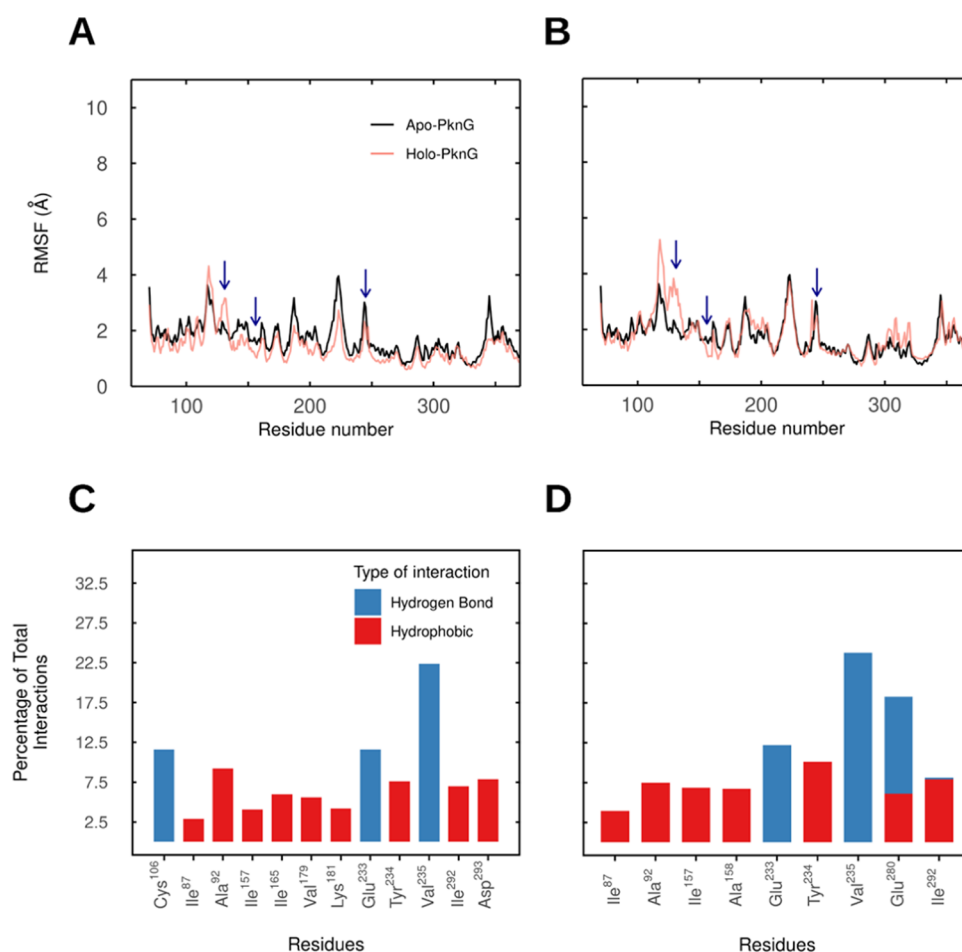 A
B
10
8
6
4
2
0
RMSF (Å)
Apo-PknG
Holo-PknG
100
200
300
Residue number
100
200
300
Residue number
C
D
Percentage of Total
Interactions
32.5
27.5
22.5
17.5
12.5
7.5
2.5
Type of interaction
Hydrogen Bond
Hydrophobic
Cys¹⁰⁶
Ile⁸⁷
Ala⁹²
Ile¹⁵⁷
Ile¹⁶⁵
Val¹⁷⁹
Lys¹⁸¹
Glu²³³
Tyr²³⁴
Val²³⁵
Ile²⁹²
Asp²⁹³
Residues
Ile⁸⁷
Ala⁹²
Ile¹⁵⁷
Ala¹⁵⁸
Glu²³³
Tyr²³⁴
Val²³⁵
Glu²⁸⁰
Ile²⁹²
Residues